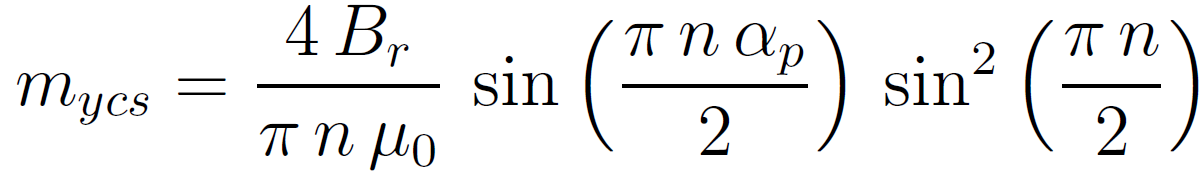 $m_{ycs} = \frac{4 \, B_r}{\pi \, n \, \mu_0} \, \sin\left(\frac{\pi \, n \, \alpha_p}{2}\right) \, \sin^2\left(\frac{\pi \, n}{2}\right)$